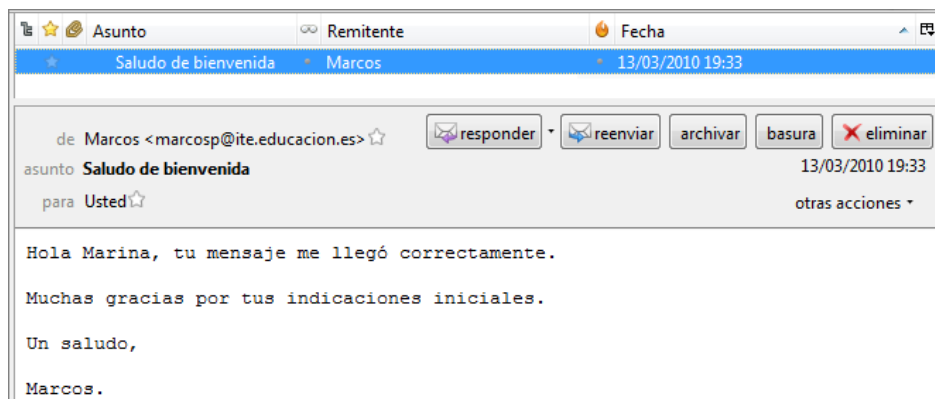 Asunto Remitente Fecha
Saludo de bienvenida Marcos 13/03/2010 19:33
de Marcos <marcosp@ite.educacion.es> responder reenviar archivar basura eliminar
asunto Saludo de bienvenida 13/03/2010 19:33
para Usted otras acciones
Hola Marina, tu mensaje me llegó correctamente.
Muchas gracias por tus indicaciones iniciales.
Un saludo,
Marcos.